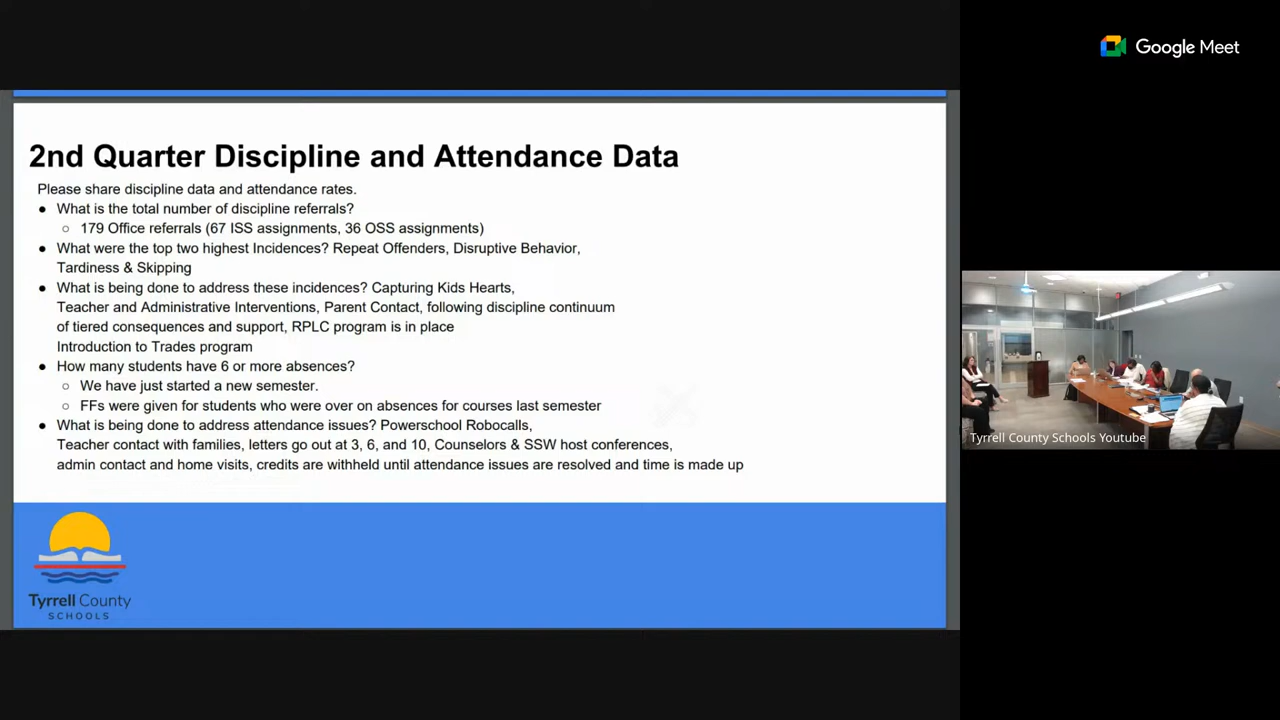 Google Meet
2nd Quarter Discipline and Attendance Data
Please share discipline data and attendance rates.
● What is the total number of discipline referrals?
○ 179 Office referrals (67 ISS assignments, 36 OSS assignments)
● What were the top two highest Incidences? Repeat Offenders, Disruptive Behavior,
Tardiness & Skipping
● What is being done to address these incidences? Capturing Kids Hearts,
Teacher and Administrative Interventions, Parent Contact, following discipline continuum
of tiered consequences and support, RPLC program is in place
Introduction to Trades program
● How many students have 6 or more absences?
○ We have just started a new semester.
○ FFs were given for students who were over on absences for courses last semester
● What is being done to address attendance issues? Powerschool Robocalls,
Teacher contact with families, letters go out at 3, 6, and 10, Counselors & SSW host conferences,
admin contact and home visits, credits are withheld until attendance issues are resolved and time is made up
Tyrrell County Schools Youtube
Tyrrell County
SCHOOLS